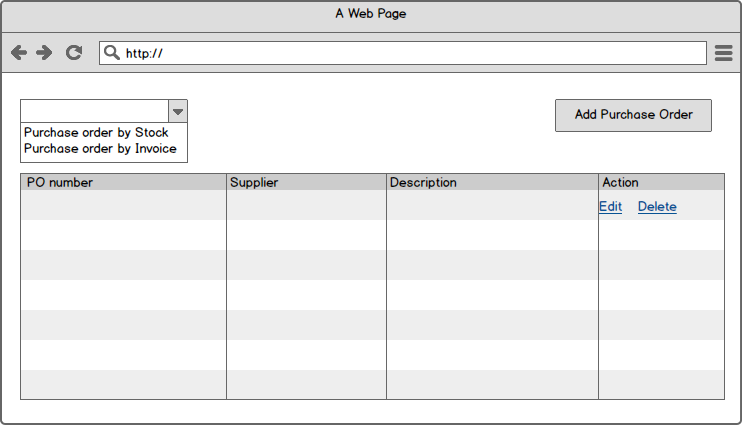 A Web Page
http://
Add Purchase Order
Purchase order by Stock
Purchase order by Invoice
PO number Supplier Description Action
Edit Delete